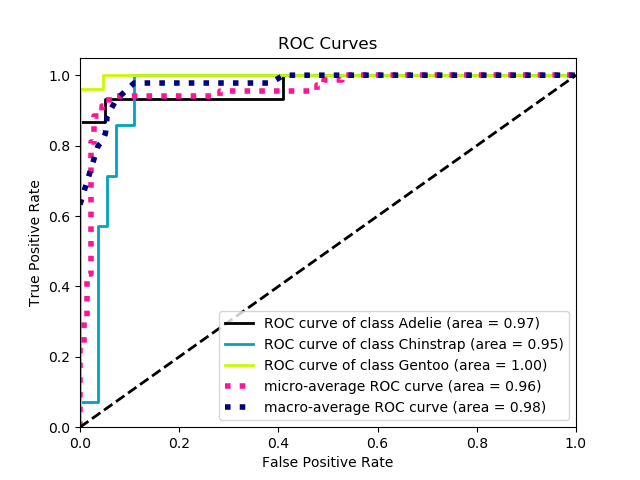 ROC Curves
True Positive Rate
1.0
0.8
0.6
0.4
0.2
0.0
ROC curve of class Adelie (area = 0.97)
ROC curve of class Chinstrap (area = 0.95)
ROC curve of class Gentoo (area = 1.00)
micro-average ROC curve (area = 0.96)
macro-average ROC curve (area = 0.98)
0.0 0.2 0.4 0.6 0.8 1.0
False Positive Rate